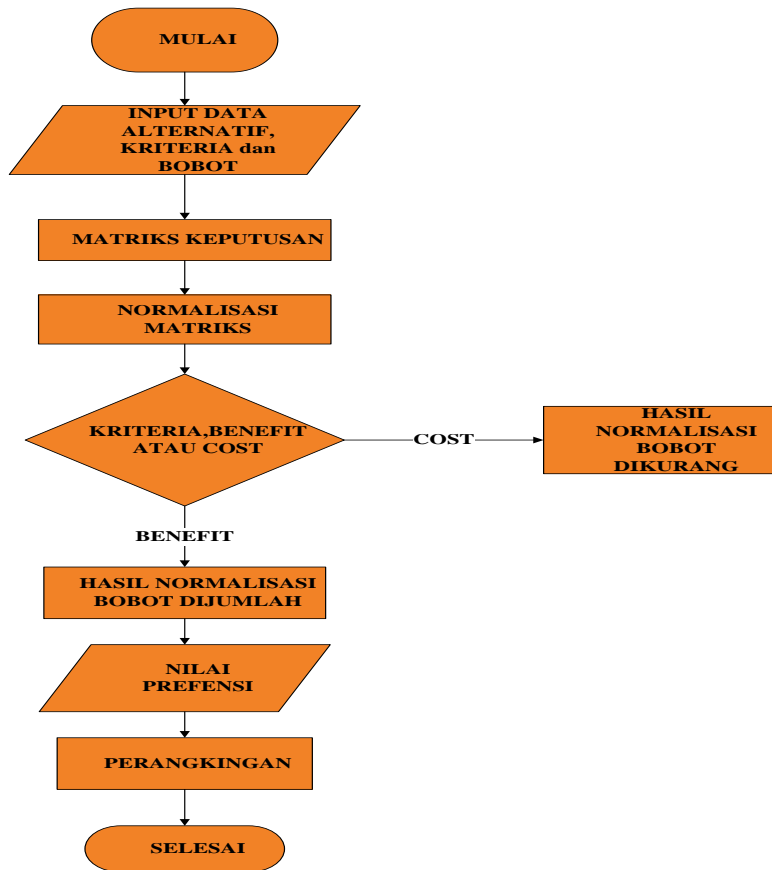 MULAI
INPUT DATA
ALTERNATIF,
KRITERIA dan
BOBOT
MATRIKS KEPUTUSAN
NORMALISASI
MATRIKS
KRITERIA,BENEFIT
ATAU COST
COST
HASIL
NORMALISASI
BOBOT
DIKURANG
BENEFIT
HASIL NORMALISASI
BOBOT DIJUMLAH
NILAI
PREFENSI
PERANGKINGAN
SELESAI